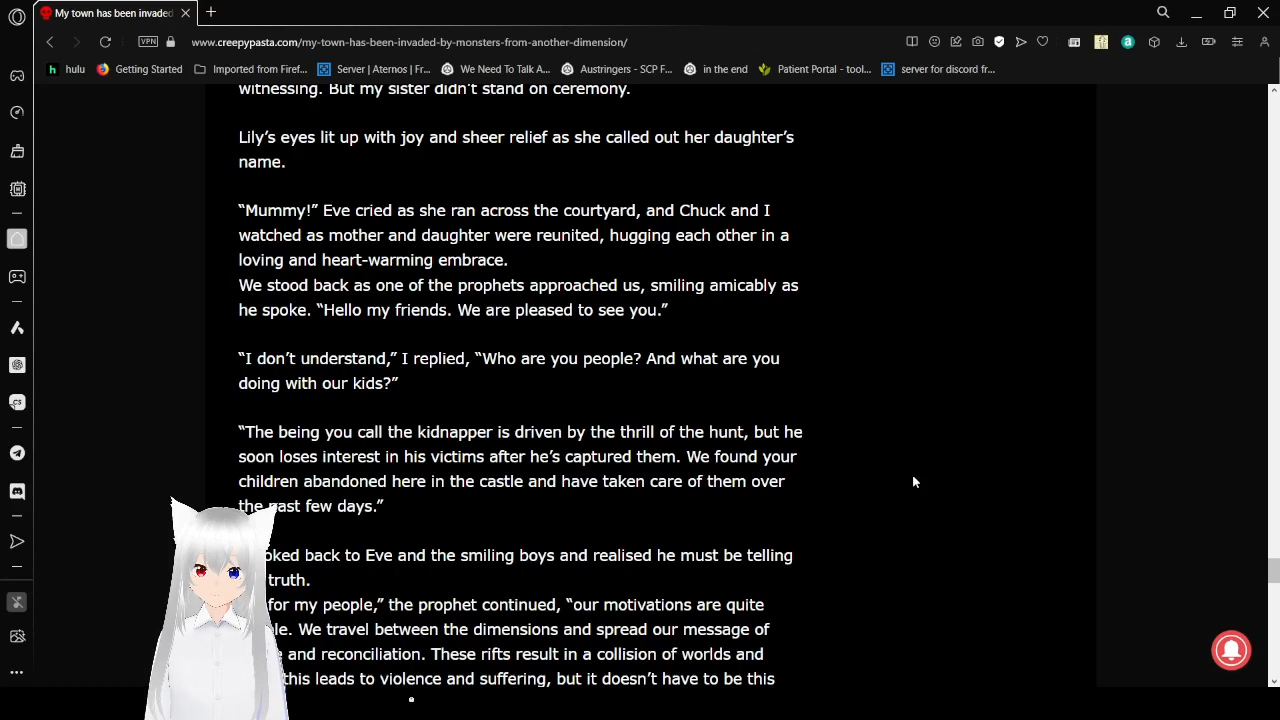 My town has been invaded
VPN
www.creepypasta.com/my-town-has-been-invaded-by-monsters-from-another-dimension/
hulu
Getting Started
Imported from Firef...
Server | Aternos | Fr...
We Need To Talk A...
Austringers - SCP F...
in the end
Patient Portal - tool...
server for discord fr...
witnessing. But my sister didn't stand on ceremony.
Lily's eyes lit up with joy and sheer relief as she called out her daughter's
name.
“Mummy!” Eve cried as she ran across the courtyard, and Chuck and I
watched as mother and daughter were reunited, hugging each other in a
loving and heart-warming embrace.
We stood back as one of the prophets approached us, smiling amicably as
he spoke. “Hello my friends. We are pleased to see you.”
“I don't understand,” I replied, “Who are you people? And what are you
doing with our kids?”
“The being you call the kidnapper is driven by the thrill of the hunt, but he
soon loses interest in his victims after he's captured them. We found your
children abandoned here in the castle and have taken care of them over
the past few days.”
oked back to Eve and the smiling boys and realised he must be telling
truth.
for my people,” the prophet continued, “our motivations are quite
le. We travel between the dimensions and spread our message of
and reconciliation. These rifts result in a collision of worlds and
this leads to violence and suffering, but it doesn't have to be this